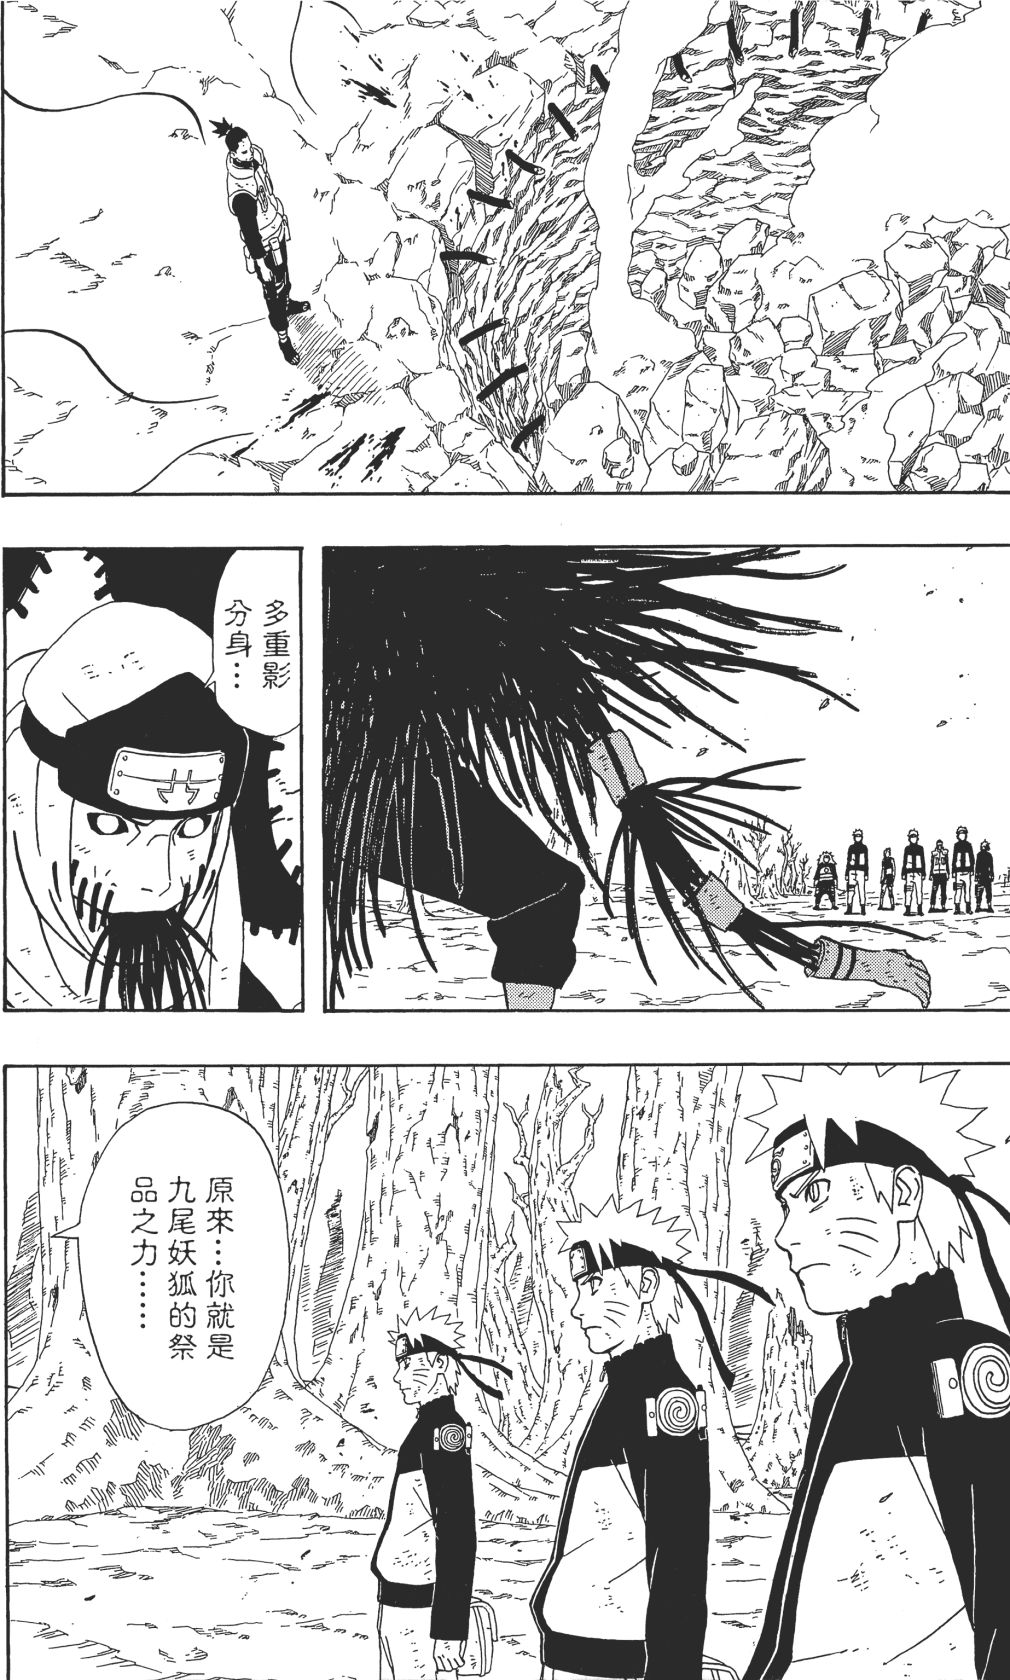 多重影
分身…
原來…你就是
九尾妖狐的祭
品之力……